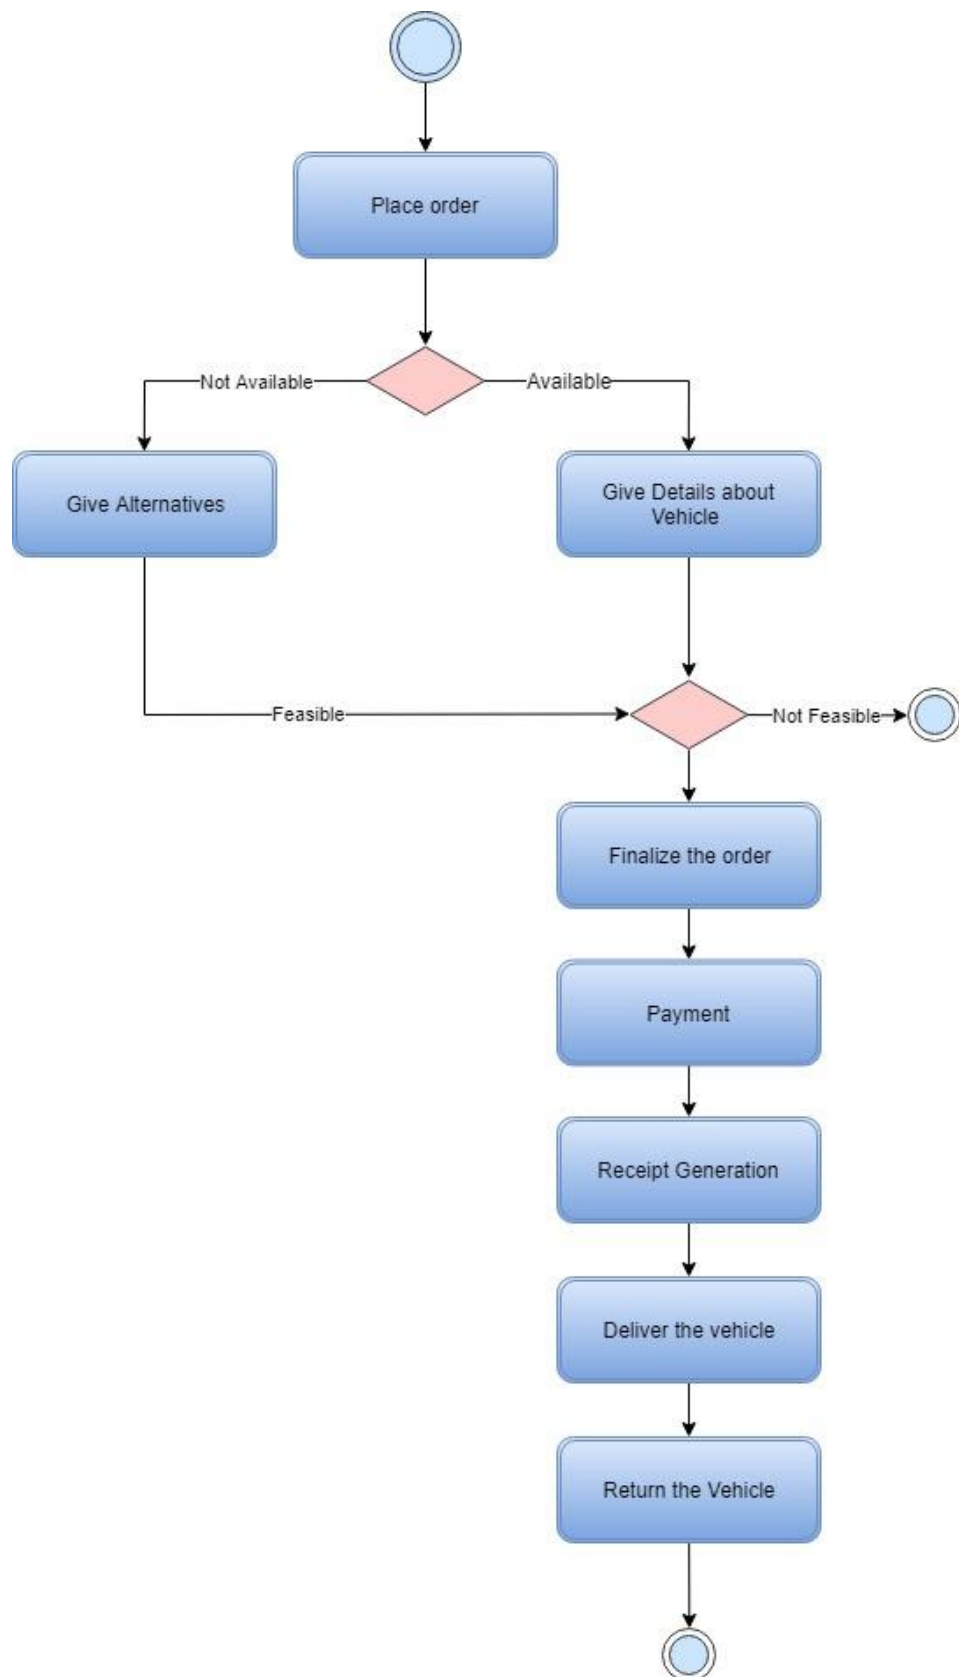 Place order
Not Available
Available
Give Alternatives
Give Details about
Vehicle
Feasible
Not Feasible
Finalize the order
Payment
Receipt Generation
Deliver the vehicle
Return the Vehicle